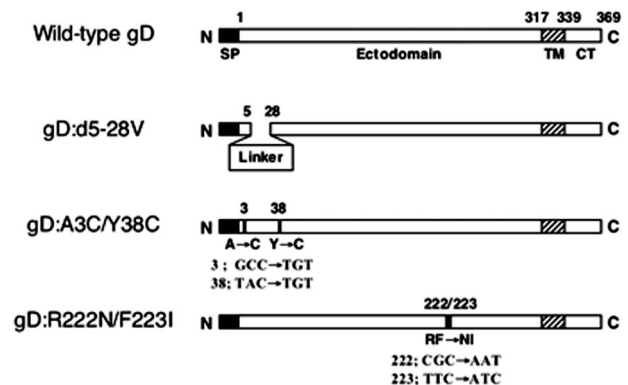 1 317 339 369
Wild-type gD N C
SP Ectodomain TM CT
5 28
gD:d5-28V N C
Linker
3 38
gD:A3C/Y38C N C
A→C Y→C
3 ; GCC→TGT
38; TAC→TGT
222/223
gD:R222N/F223I N C
RF→NI
222; CGC→AAT
223; TTC→ATC